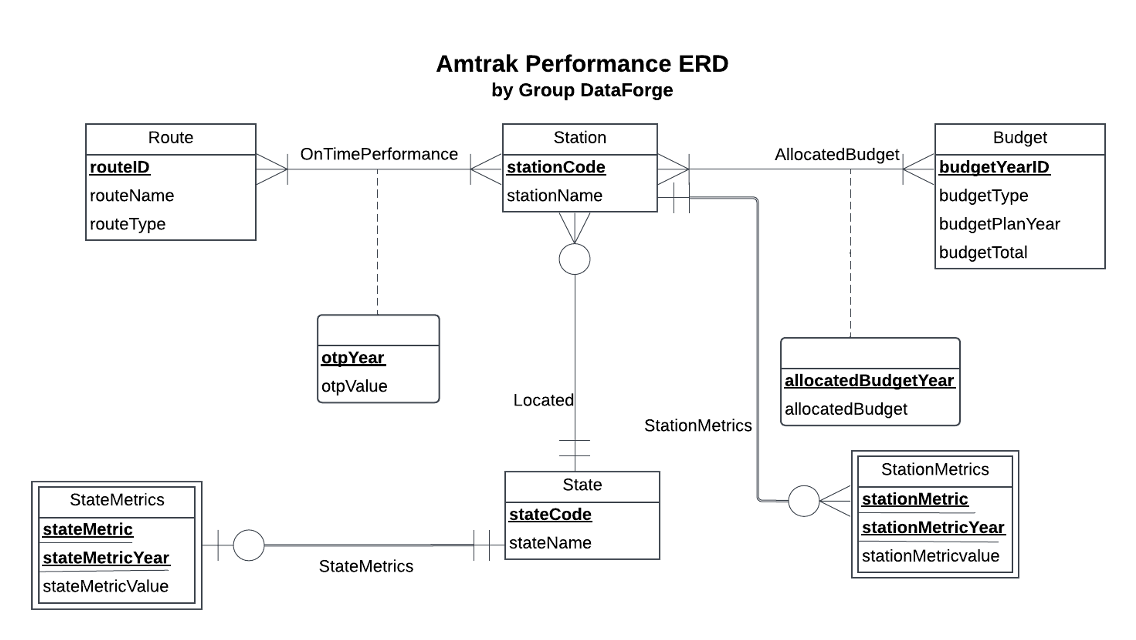 Amtrak Performance ERD
by Group DataForge
Route
routeID
routeName
routeType
OnTimePerformance
Station
stationCode
stationName
AllocatedBudget
Budget
budgetYearID
budgetType
budgetPlanYear
budgetTotal
otpYear
otpValue
allocatedBudgetYear
allocatedBudget
Located
StationMetrics
StateMetrics
stateMetric
stateMetricYear
stateMetricValue
StateMetrics
State
stateCode
stateName
StationMetrics
stationMetric
stationMetricYear
stationMetricvalue